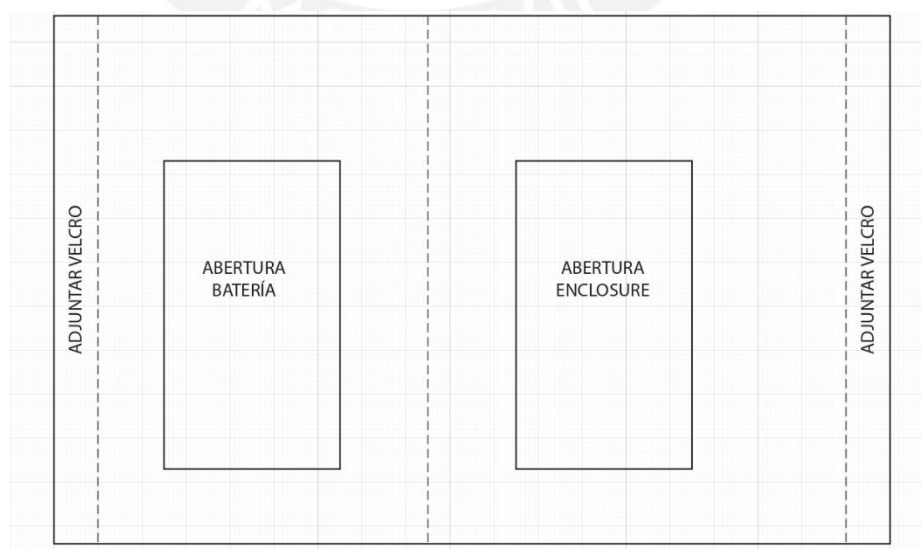 ADJUNTAR VELCRO
ABERTURA
BATERÍA
ABERTURA
ENCLOSURE
ADJUNTAR VELCRO